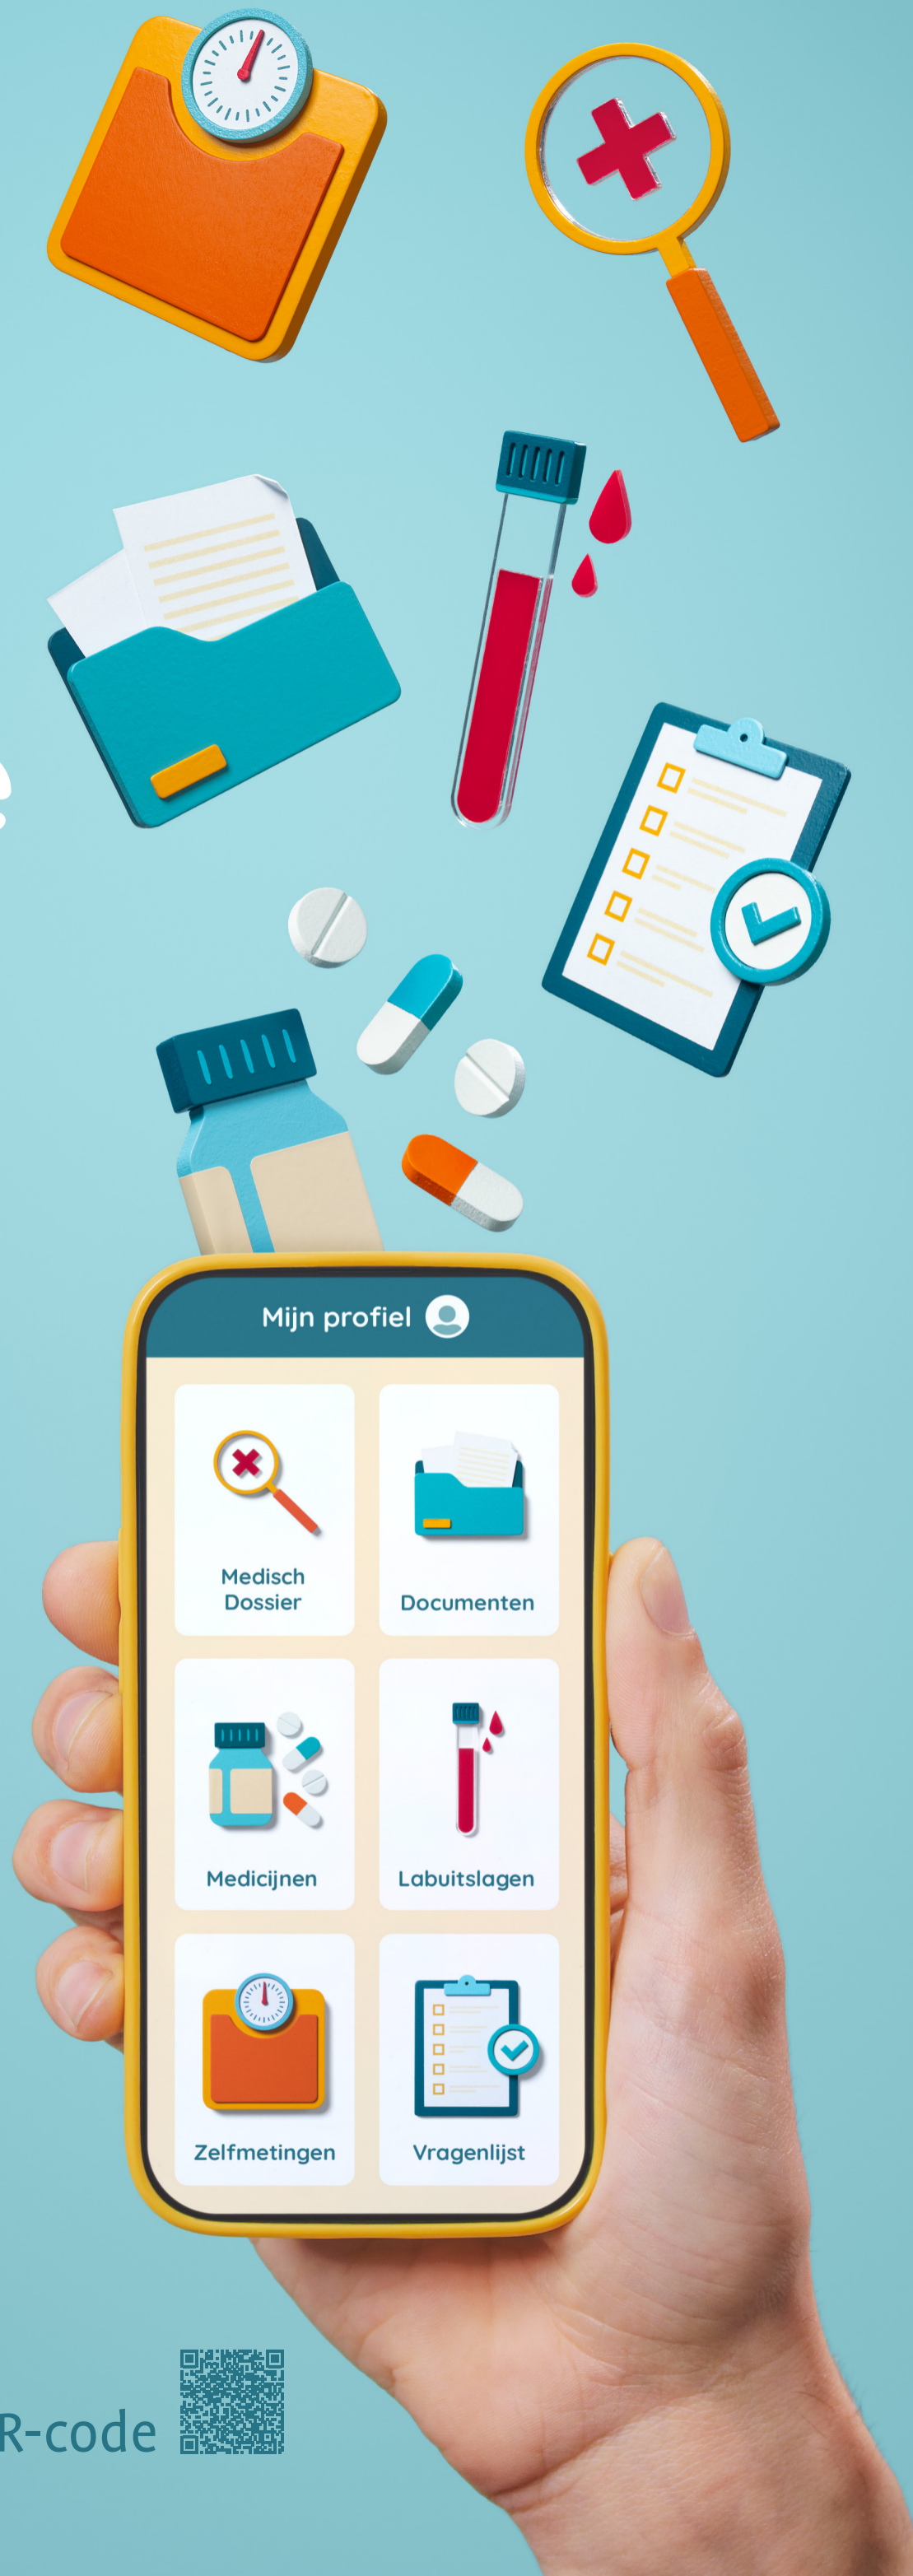 Mijn profiel
Medisch
Dossier
Documenten
Medicijnen
Labuitslagen
Zelfmetingen
Vragenlijst
R-code